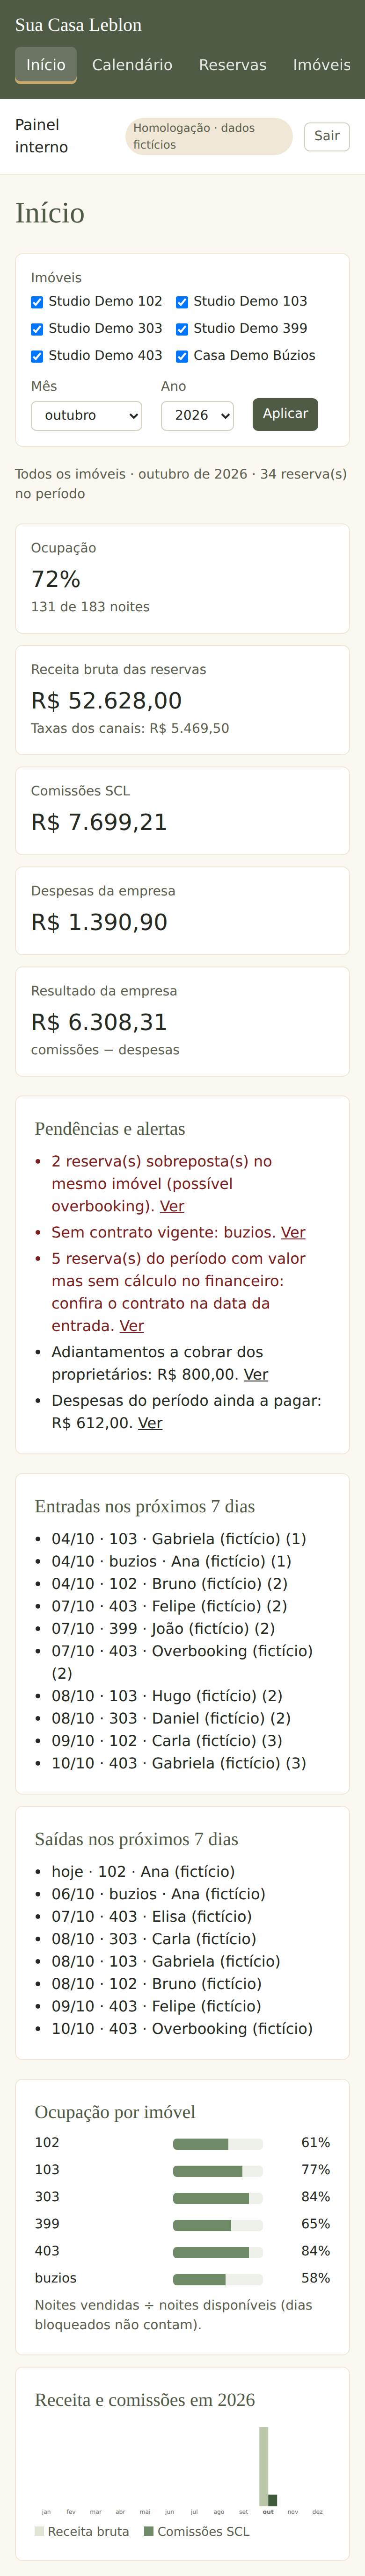 Sua Casa Leblon
Início Calendário Reservas Imóveis
Painel
interno
Homologação · dados
fictícios
Sair
Início
Imóveis
Studio Demo 102 Studio Demo 103
Studio Demo 303 Studio Demo 399
Studio Demo 403 Casa Demo Búzios
Mês Ano
outubro 2026 Aplicar
Todos os imóveis · outubro de 2026 · 34 reserva(s)
no período
Ocupação
72%
131 de 183 noites
Receita bruta das reservas
R$ 52.628,00
Taxas dos canais: R$ 5.469,50
Comissões SCL
R$ 7.699,21
Despesas da empresa
R$ 1.390,90
Resultado da empresa
R$ 6.308,31
comissões − despesas
Pendências e alertas
• 2 reserva(s) sobreposta(s) no
mesmo imóvel (possível
overbooking). Ver
• Sem contrato vigente: buzios. Ver
• 5 reserva(s) do período com valor
mas sem cálculo no financeiro:
confira o contrato na data da
entrada. Ver
• Adiantamentos a cobrar dos
proprietários: R$ 800,00. Ver
• Despesas do período ainda a pagar:
R$ 612,00. Ver
Entradas nos próximos 7 dias
• 04/10 · 103 · Gabriela (fictício) (1)
• 04/10 · buzios · Ana (fictício) (1)
• 04/10 · 102 · Bruno (fictício) (2)
• 07/10 · 403 · Felipe (fictício) (2)
• 07/10 · 399 · João (fictício) (2)
• 07/10 · 403 · Overbooking (fictício)
(2)
• 08/10 · 103 · Hugo (fictício) (2)
• 08/10 · 303 · Daniel (fictício) (2)
• 09/10 · 102 · Carla (fictício) (3)
• 10/10 · 403 · Gabriela (fictício) (3)
Saídas nos próximos 7 dias
• hoje · 102 · Ana (fictício)
• 06/10 · buzios · Ana (fictício)
• 07/10 · 403 · Elisa (fictício)
• 08/10 · 303 · Carla (fictício)
• 08/10 · 103 · Gabriela (fictício)
• 08/10 · 102 · Bruno (fictício)
• 09/10 · 403 · Felipe (fictício)
• 10/10 · 403 · Overbooking (fictício)
Ocupação por imóvel
102 61%
103 77%
303 84%
399 65%
403 84%
buzios 58%
Noites vendidas ÷ noites disponíveis (dias
bloqueados não contam).
Receita e comissões em 2026
jan fev mar abr mai jun jul ago set out nov dez
Receita bruta Comissões SCL